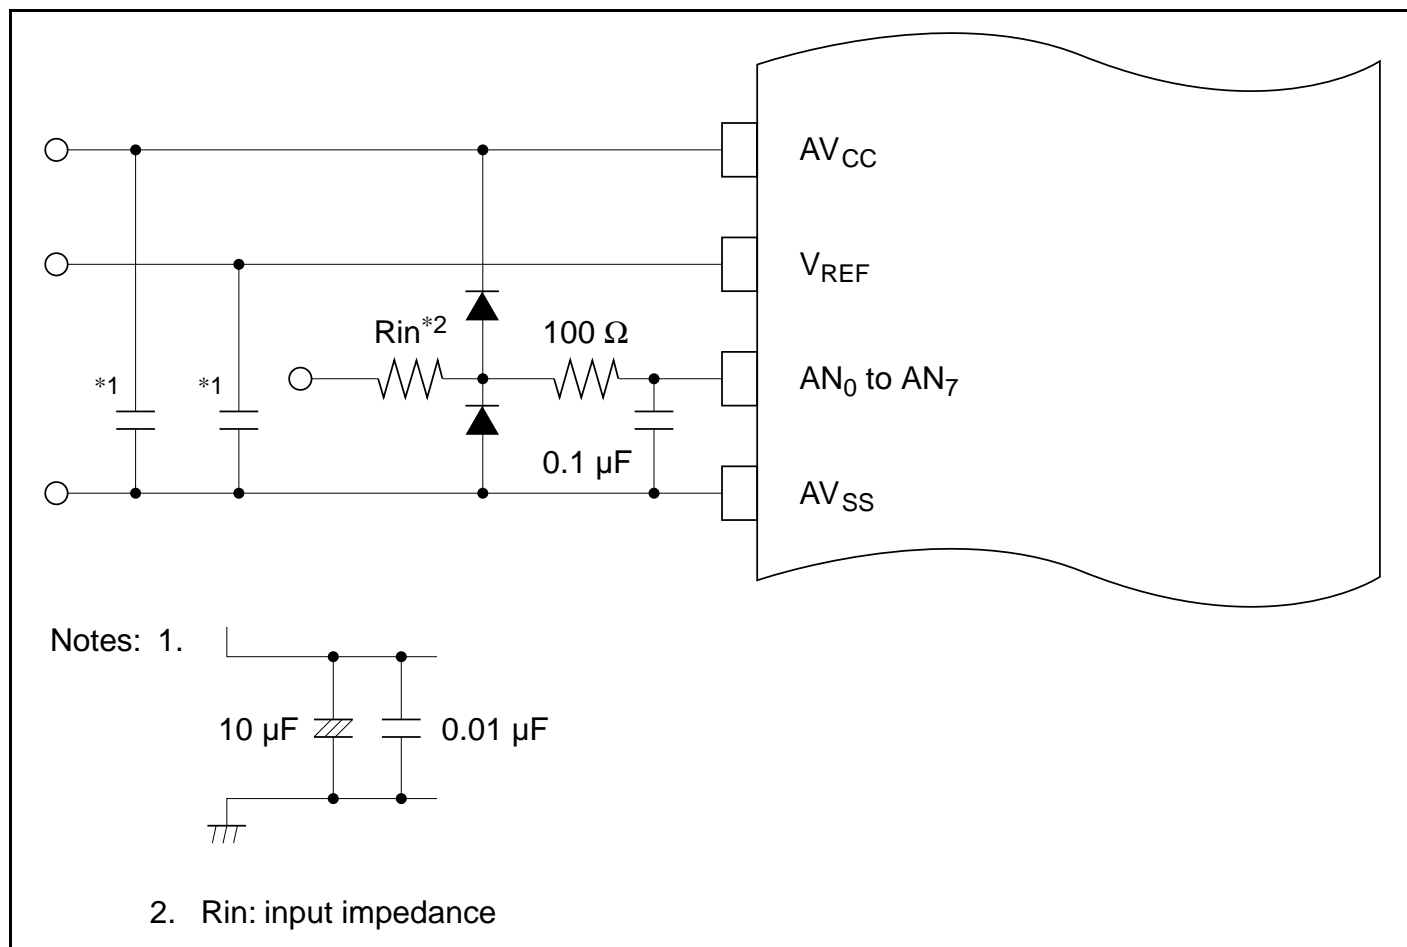 AVCC
VREF
Rin*2
100 Ω
*1
*1
AN0 to AN7
0.1 µF
AVSS
Notes: 1.
10 µF
0.01 µF
2. Rin: input impedance